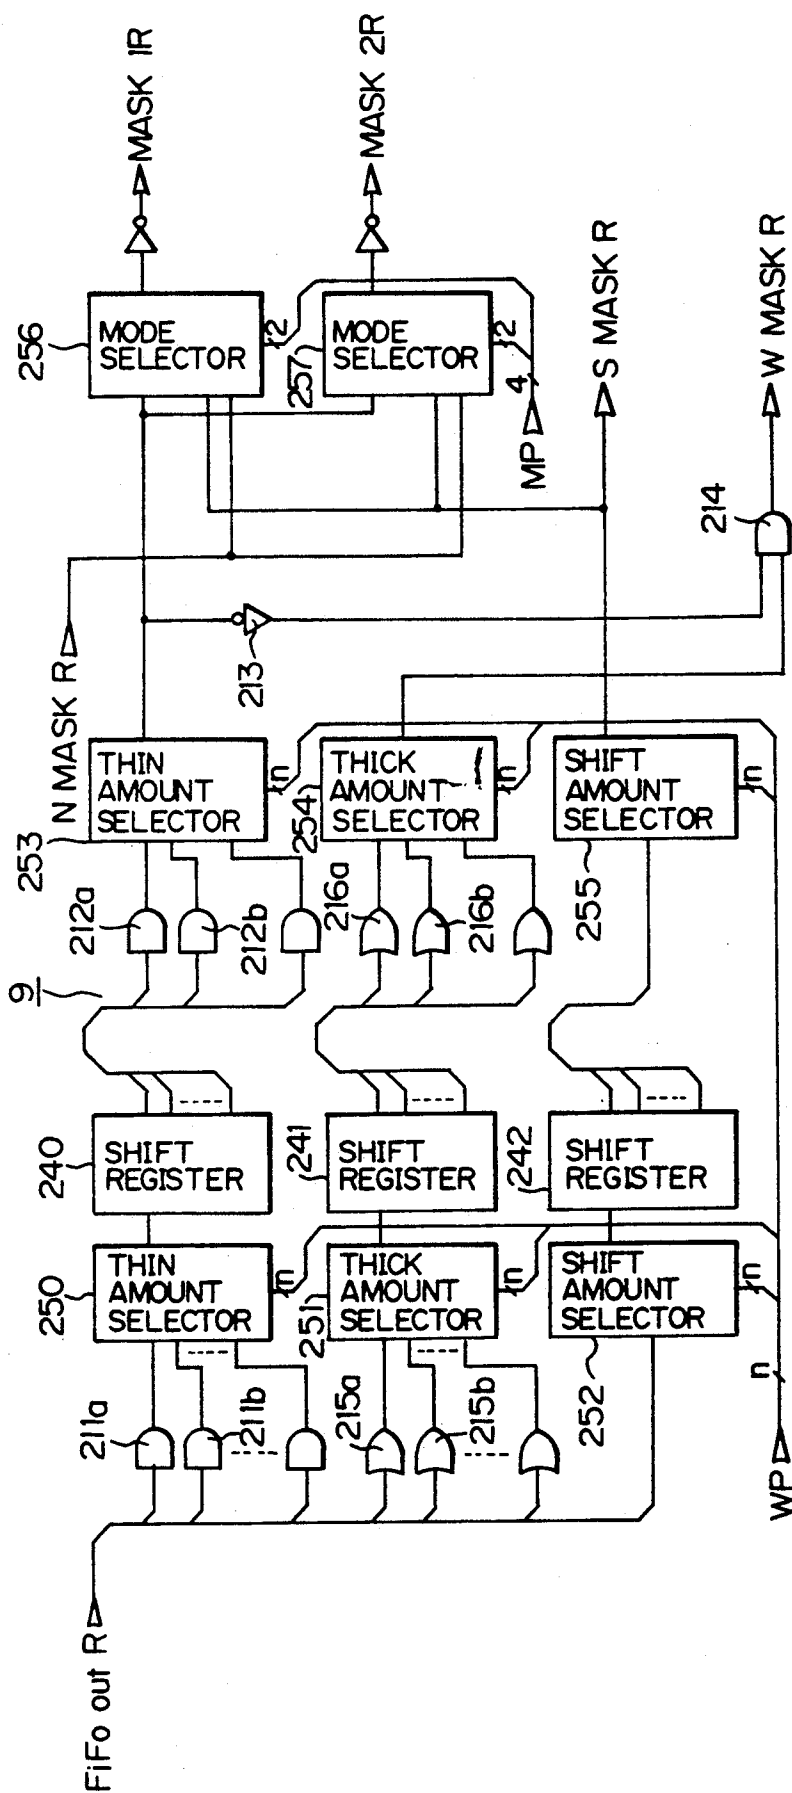 FiFo out R
211a
211b
215a
215b
WP
n
250
THIN
AMOUNT
SELECTOR
n
251
THICK
AMOUNT
SELECTOR
n
252
SHIFT
AMOUNT
SELECTOR
n
240
SHIFT
REGISTER
241
SHIFT
REGISTER
242
SHIFT
REGISTER
9
212a
212b
216a
216b
253
THIN
AMOUNT
SELECTOR
n
254
THICK
AMOUNT
SELECTOR
n
255
SHIFT
AMOUNT
SELECTOR
n
N MASK R
213
214
MP
4
256
MODE
SELECTOR
2
257
MODE
SELECTOR
2
MASK 1R
MASK 2R
S MASK R
W MASK R